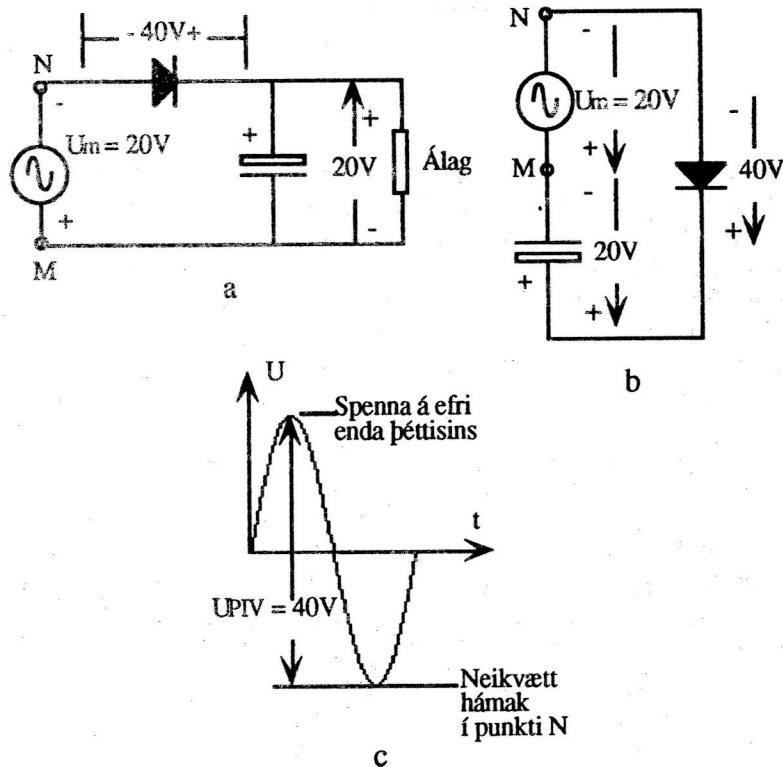 - 40V+
N
-
Um = 20V
+
M
+
+
20V
-
Álag
a
N
-
Um = 20V
+
M
-
20V
+
+
-
40V
+
b
U
Spenna á efri
enda þéttisins
t
UPIV = 40V
Neikvætt
hámak
í punkti N
c